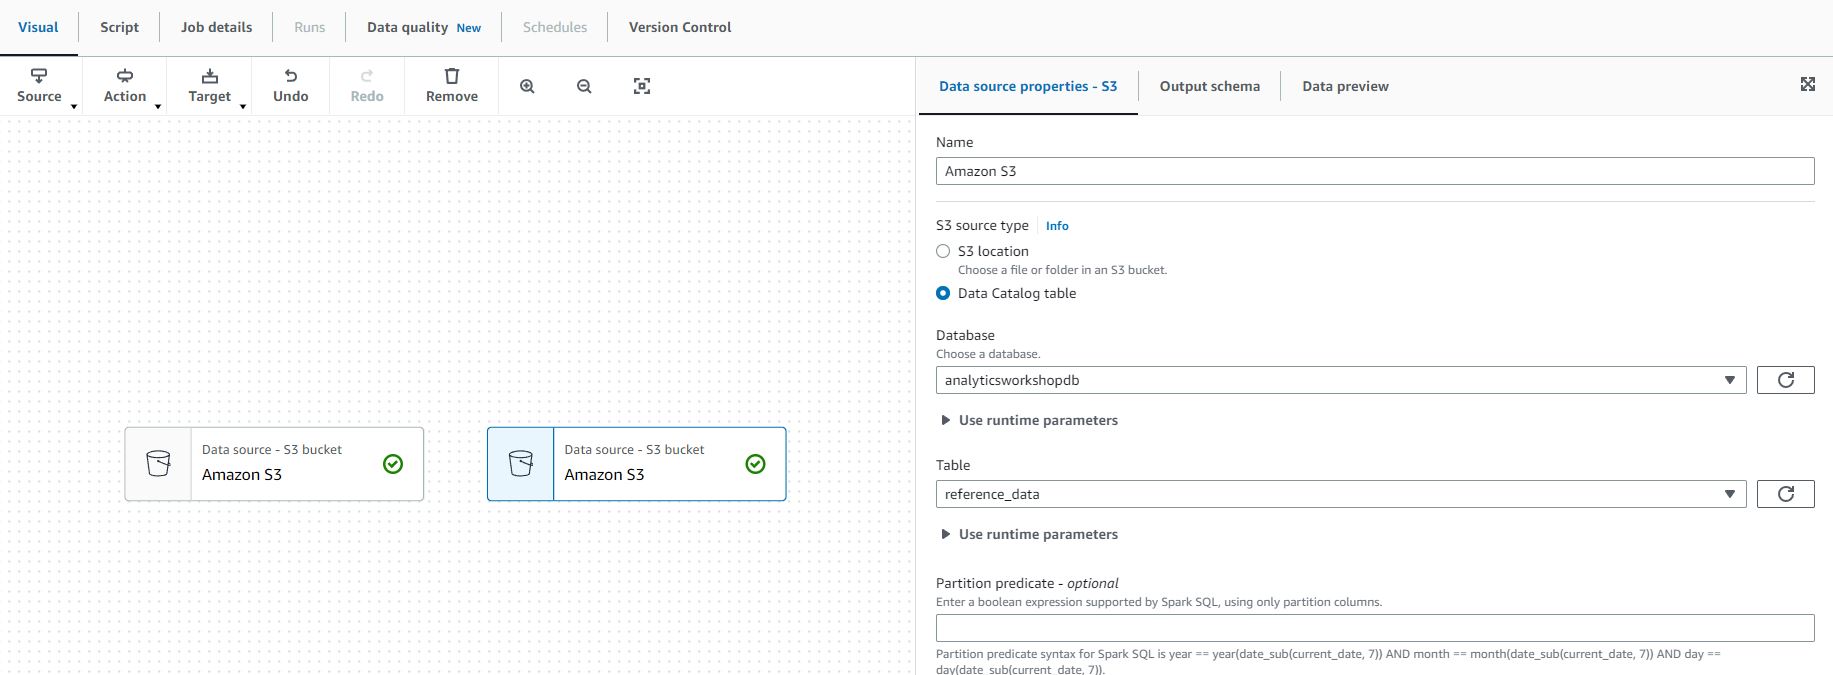 Visual
Script
Job details
Runs
Data quality New
Schedules
Version Control
Source
Action
Target
Undo
Redo
Remove
Data source - S3 bucket
Amazon S3
Data source - S3 bucket
Amazon S3
Data source properties - S3
Output schema
Data preview
Name
Amazon S3
S3 source type
Info
S3 location
Choose a file or folder in an S3 bucket.
Data Catalog table
Database
Choose a database.
analyticsworkshopdb
Use runtime parameters
Table
reference_data
Use runtime parameters
Partition predicate - optional
Enter a boolean expression supported by Spark SQL, using only partition columns.
Partition predicate syntax for Spark SQL is year == year(date_sub(current_date, 7)) AND month == month(date_sub(current_date, 7)) AND day ==
day(date_sub(current_date, 7)).